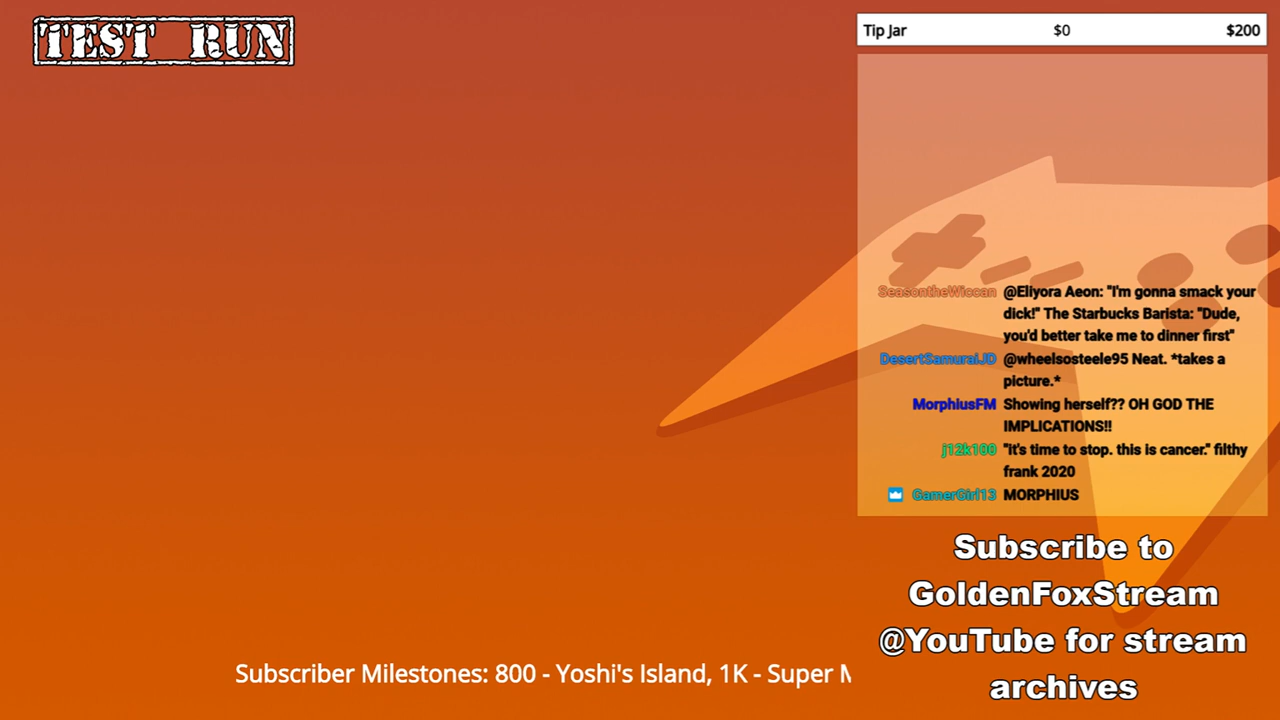 TEST RUN
Tip Jar $0 $200
SeasontheWiccan @Eliyora Aeon: "I'm gonna smack your
dick!" The Starbucks Barista: "Dude,
you'd better take me to dinner first"
DesertSamuraiJD @wheelsosteele95 Neat. *takes a
picture.*
MorphiusFM Showing herself?? OH GOD THE
IMPLICATIONS!!
j12k100 "it's time to stop. this is cancer." filthy
frank 2020
GamerGirl13 MORPHIUS
Subscribe to
GoldenFoxStream
@YouTube for stream
archives
Subscriber Milestones: 800 - Yoshi's Island, 1K - Super